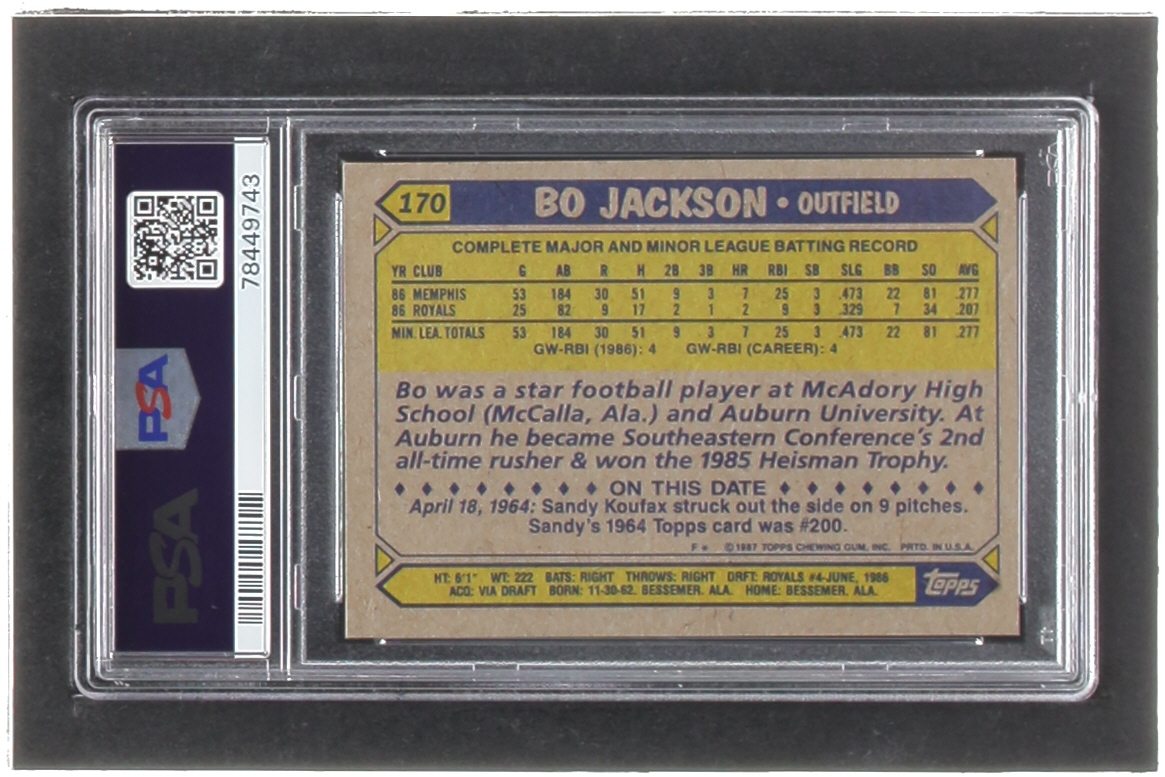 78449743
PSA
PSA
170 BO JACKSON • OUTFIELD
COMPLETE MAJOR AND MINOR LEAGUE BATTING RECORD
YR CLUB G AB R H 2B 3B HR RBI SB SLG BB SO AVG
86 MEMPHIS 53 184 30 51 9 3 7 25 3 .473 22 81 .277
86 ROYALS 25 82 9 17 2 1 2 9 3 .329 7 34 .207
MIN. LEA. TOTALS 53 184 30 51 9 3 7 25 3 .473 22 81 .277
GW-RBI (1986): 4 GW-RBI (CAREER): 4
Bo was a star football player at McAdory High
School (McCalla, Ala.) and Auburn University. At
Auburn he became Southeastern Conference's 2nd
all-time rusher & won the 1985 Heisman Trophy.
♦ ♦ ♦ ♦ ♦ ♦ ♦ ♦ ON THIS DATE ♦ ♦ ♦ ♦ ♦ ♦ ♦ ♦
April 18, 1964: Sandy Koufax struck out the side on 9 pitches.
Sandy's 1964 Topps card was #200.
F * ©1987 TOPPS CHEWING GUM, INC. PRTD. IN U.S.A.
HT: 6'1" WT: 222 BATS: RIGHT THROWS: RIGHT DRFT: ROYALS #4-JUNE, 1986
ACQ: VIA DRAFT BORN: 11-30-62, BESSEMER, ALA. HOME: BESSEMER, ALA.
topps